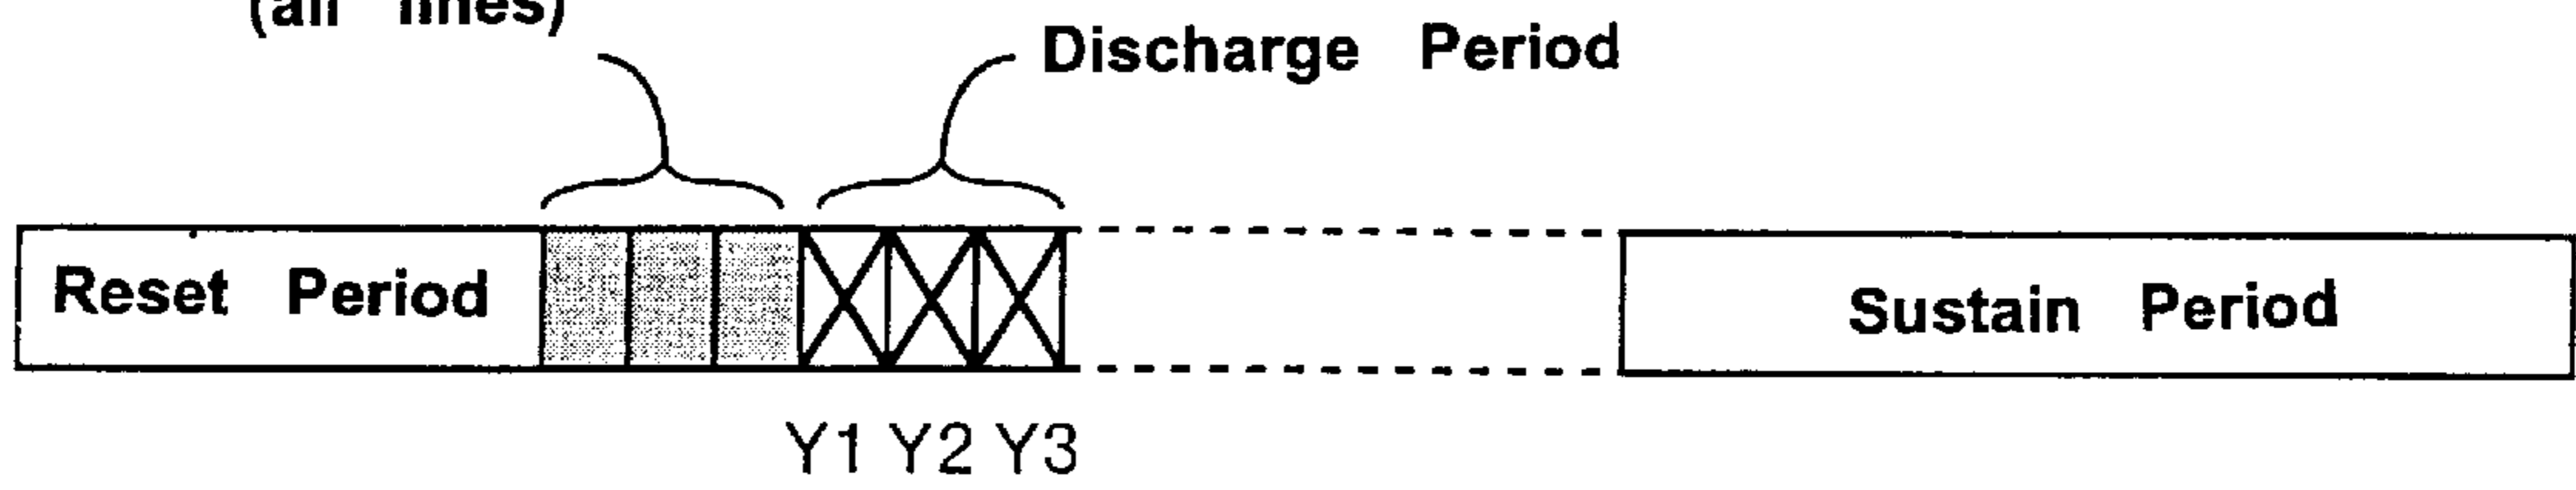 (all lines)
Discharge Period
Reset Period
Sustain Period
Y1 Y2 Y3